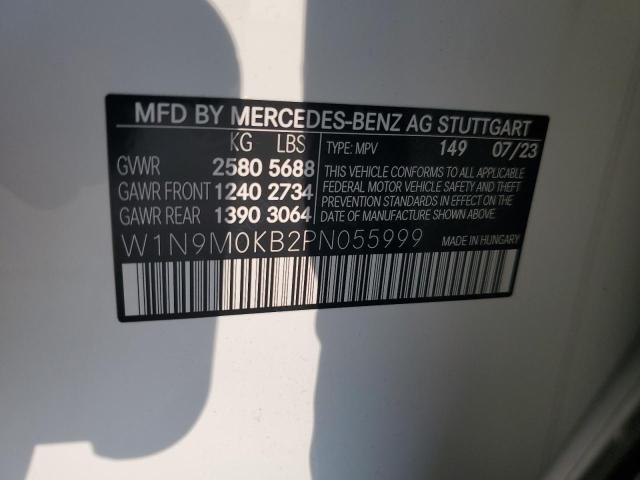 MFD BY MERCEDES-BENZ AG STUTTGART
KG LBS
TYPE: MPV 149 07/23
GVWR 2580 5688
GAWR FRONT 1240 2734
GAWR REAR 1390 3064
THIS VEHICLE CONFORMS TO ALL APPLICABLE
FEDERAL MOTOR VEHICLE SAFETY AND THEFT
PREVENTION STANDARDS IN EFFECT ON THE
DATE OF MANUFACTURE SHOWN ABOVE.
W1N9M0KB2PN055999
MADE IN HUNGARY